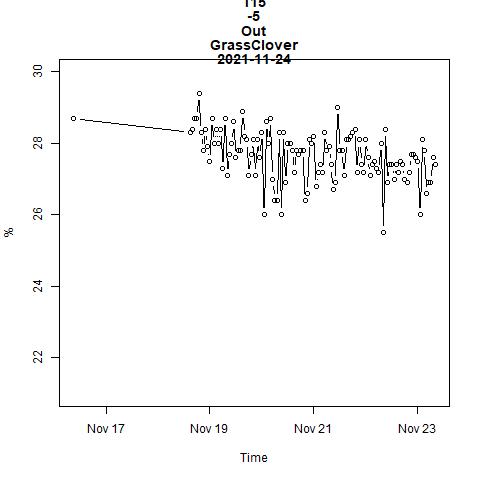 T15
-5
Out
GrassClover
2021-11-24
30
28
26
24
22
%
Nov 17
Nov 19
Nov 21
Nov 23
Time